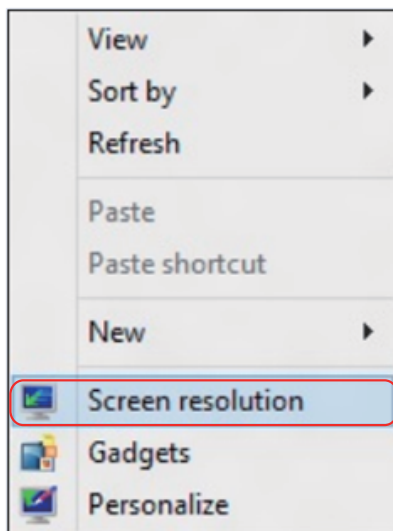 View
Sort by
Refresh
Paste
Paste shortcut
New
Screen resolution
Gadgets
Personalize